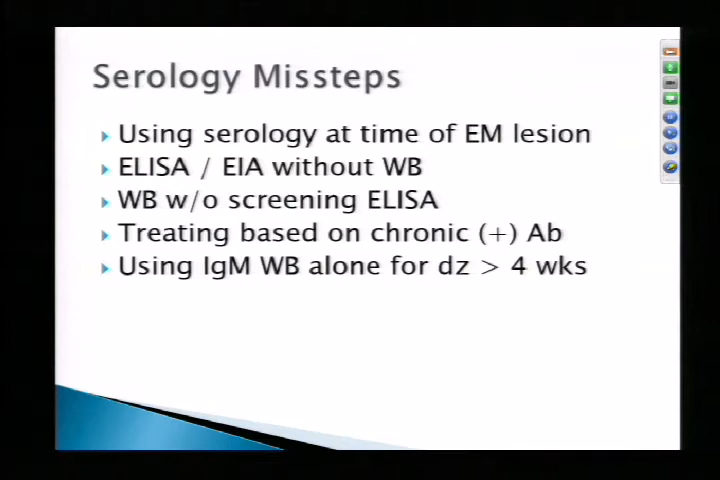 Serology Missteps
Using serology at time of EM lesion
ELISA / EIA without WB
WB w/o screening ELISA
Treating based on chronic (+) Ab
Using IgM WB alone for dz > 4 wks